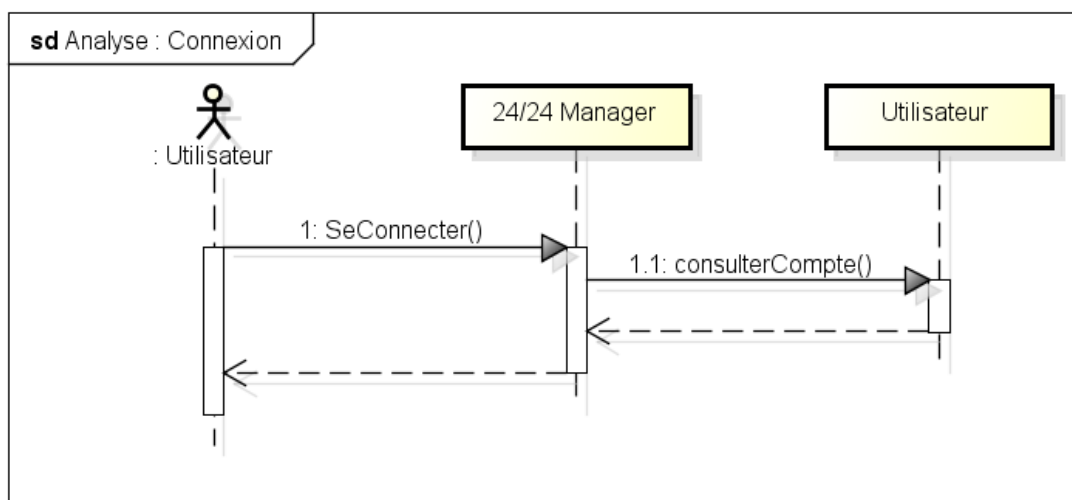 sd Analyse : Connexion
: Utilisateur
24/24 Manager
Utilisateur
1: SeConnecter()
1.1: consulterCompte()